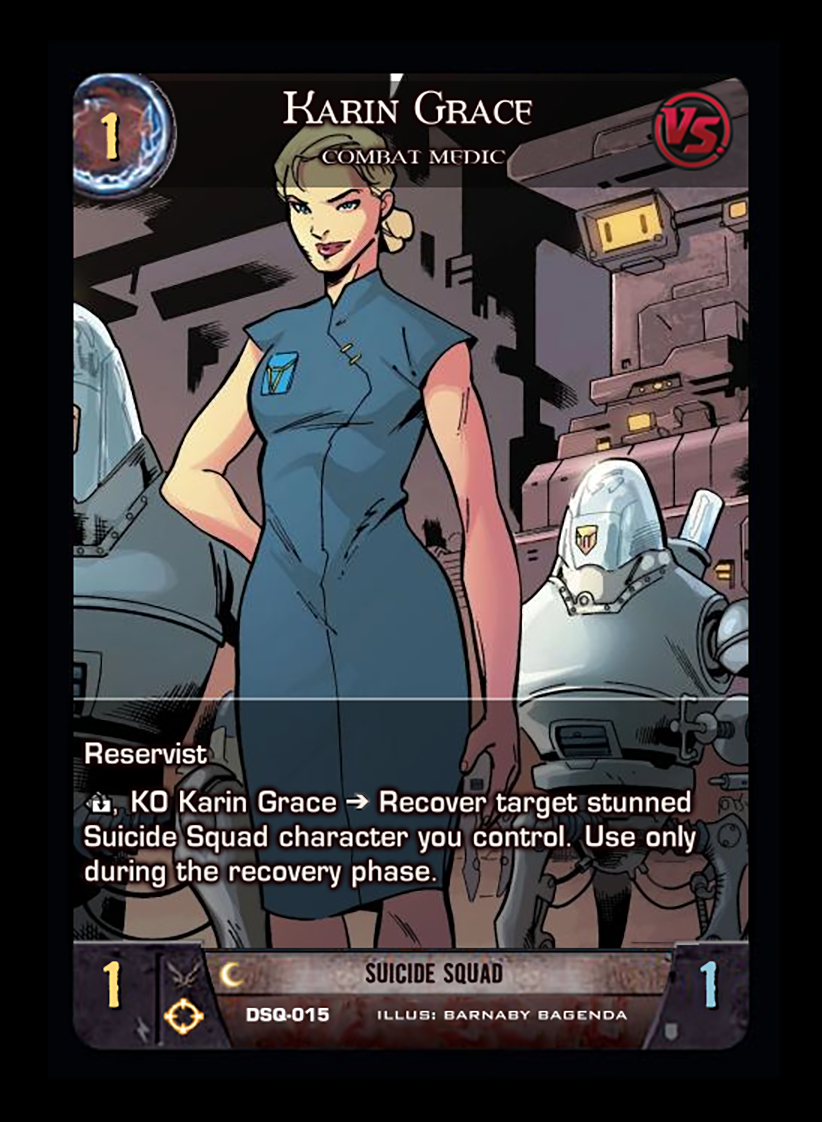 1
KARIN GRACE
VS.
COMBAT MEDIC
Reservist
, KO Karin Grace → Recover target stunned
Suicide Squad character you control. Use only
during the recovery phase.
1
SUICIDE SQUAD
1
DSQ-015
ILLUS: BARNABY BAGENDA